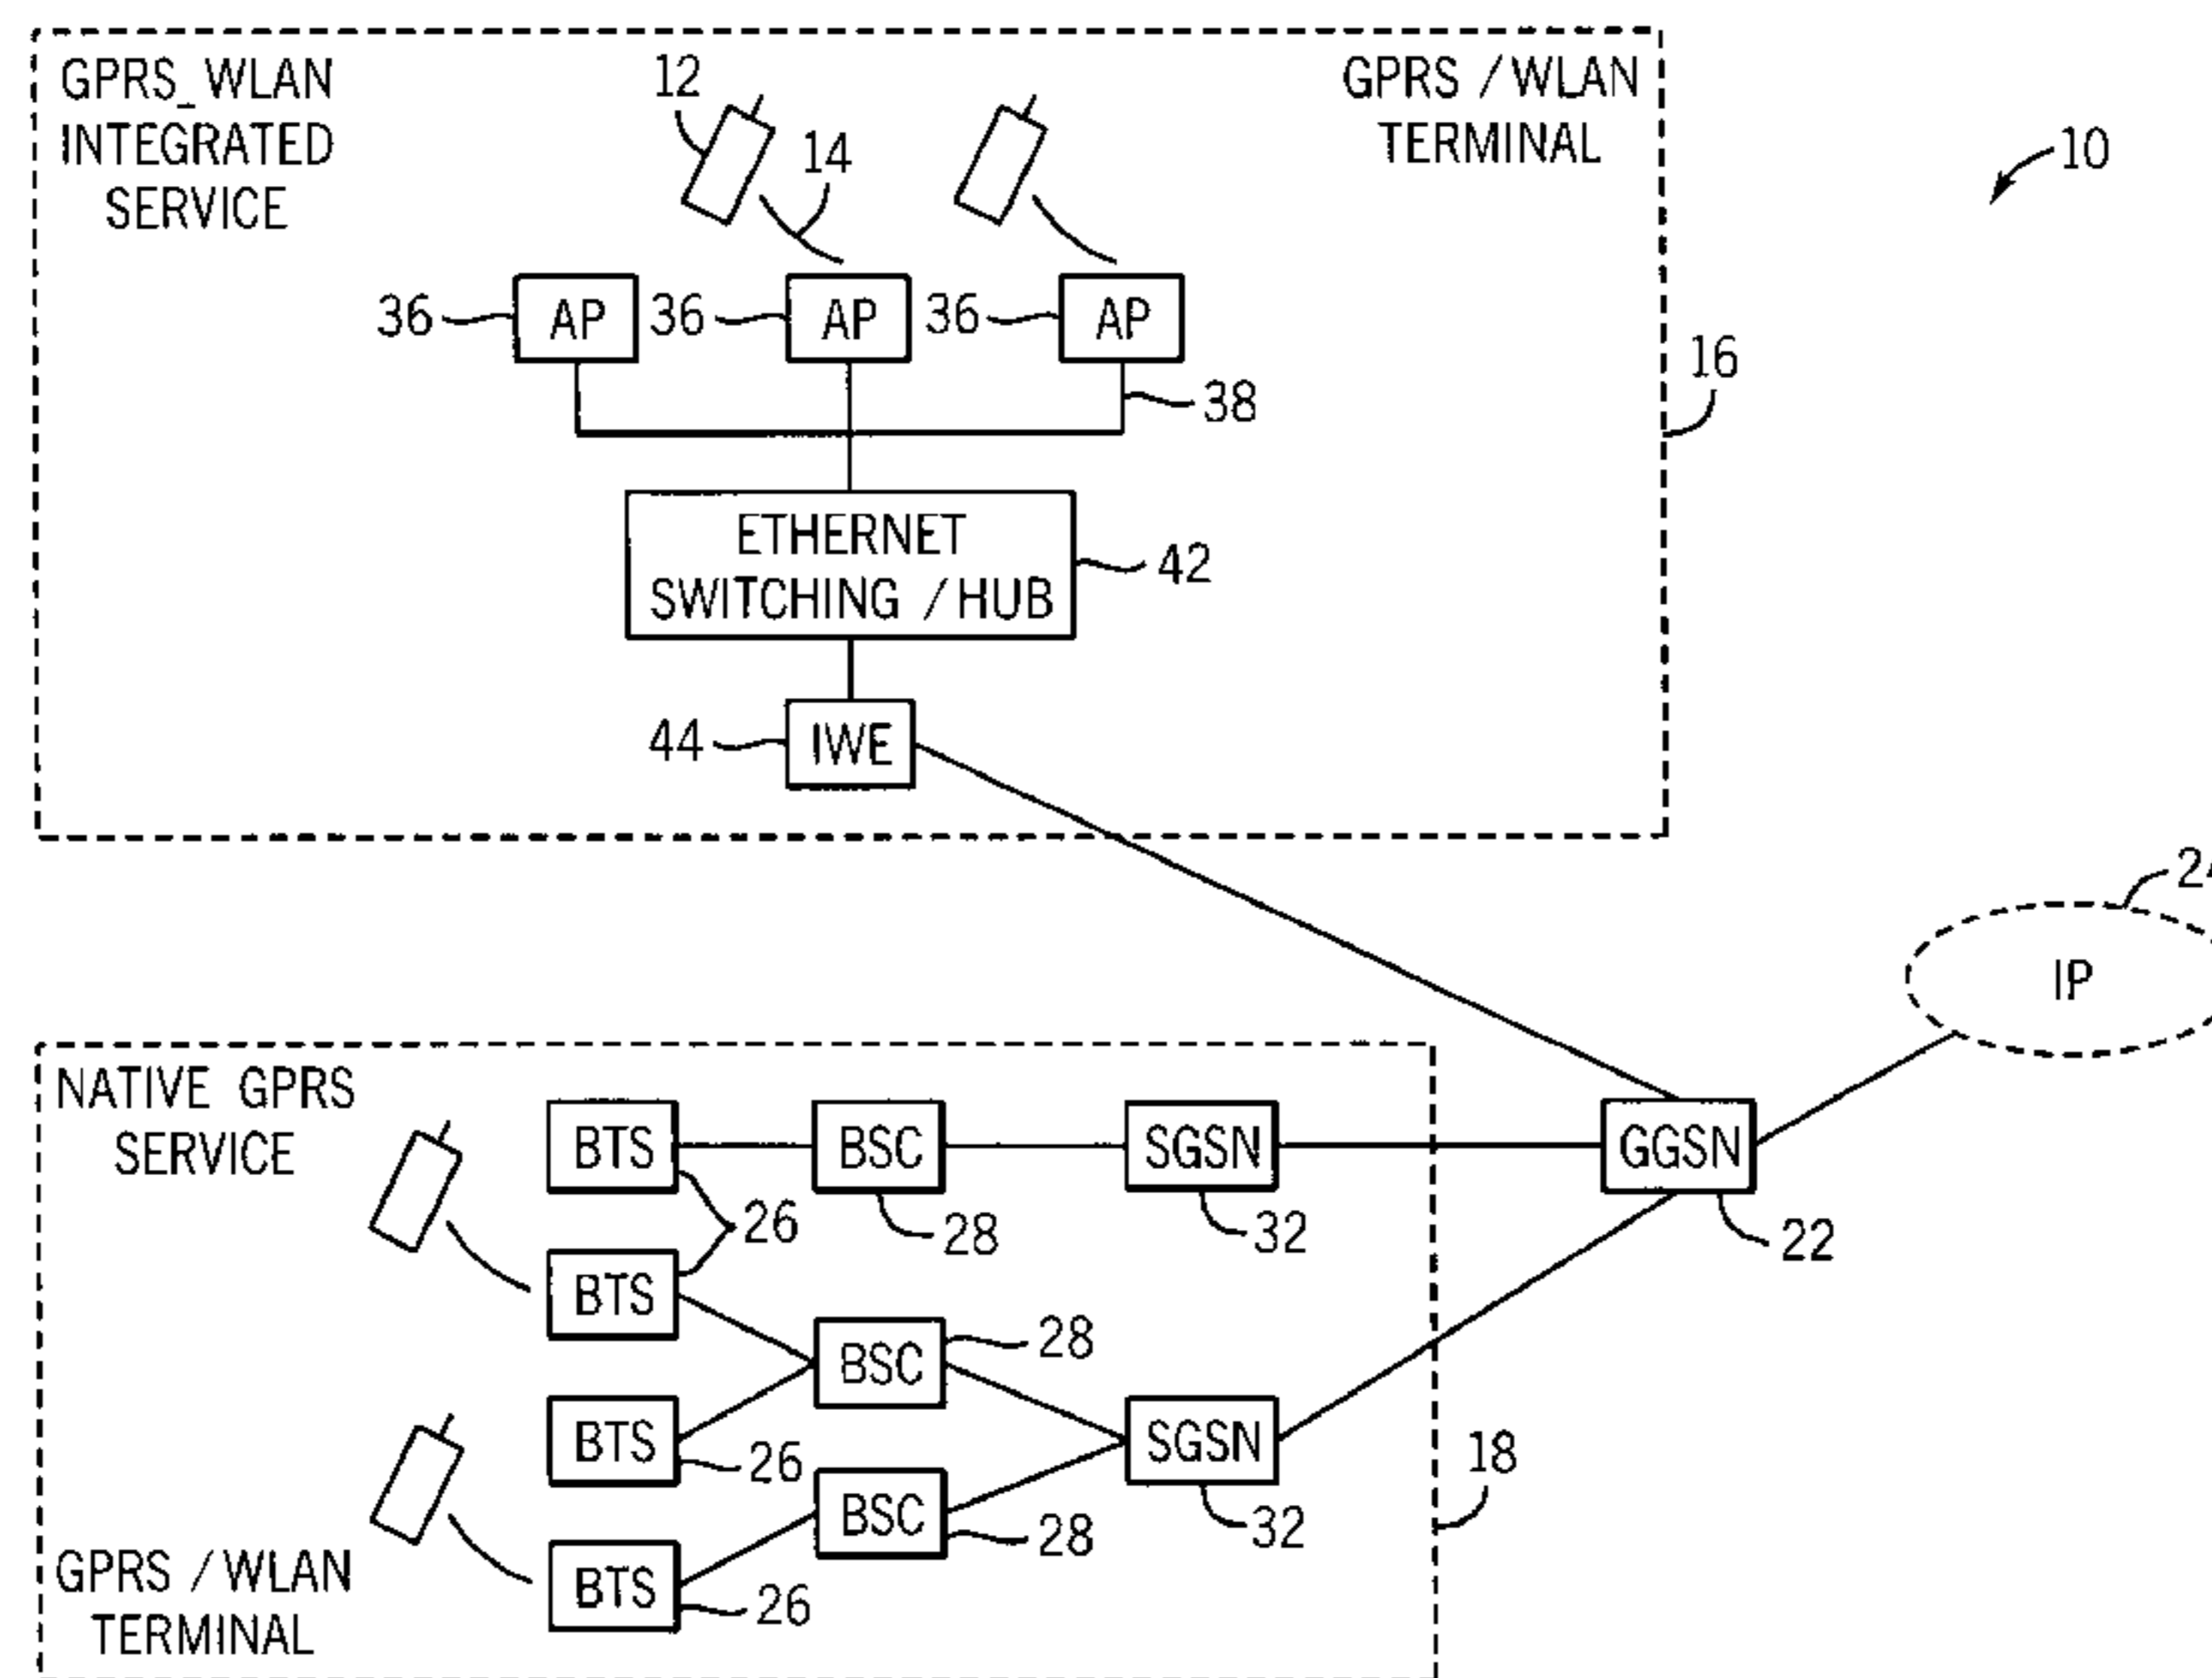 GPRS_WLAN
INTEGRATED
SERVICE
12
14
GPRS / WLAN
TERMINAL
10
36
AP
36
AP
36
AP
16
38
ETHERNET
SWITCHING / HUB
42
44
IWE
IP
NATIVE GPRS
SERVICE
BTS
BSC
SGSN
GGSN
26
28
32
22
BTS
28
BSC
BTS
26
SGSN
18
BSC
28
32
GPRS / WLAN
TERMINAL
BTS
26